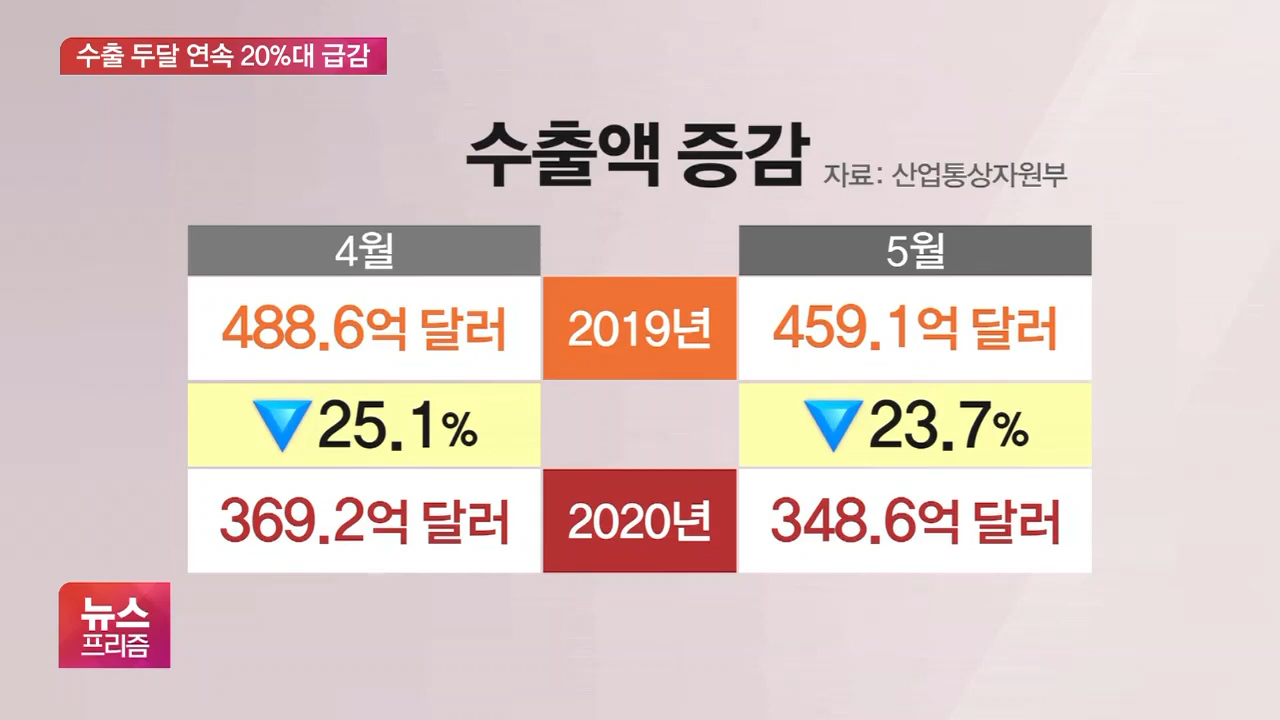 수출 두달 연속 20%대 급감
수출액 증감 자료: 산업통상자원부
4월 5월
488.6억 달러 2019년 459.1억 달러
▼25.1% ▼23.7%
369.2억 달러 2020년 348.6억 달러
뉴스
프리즘